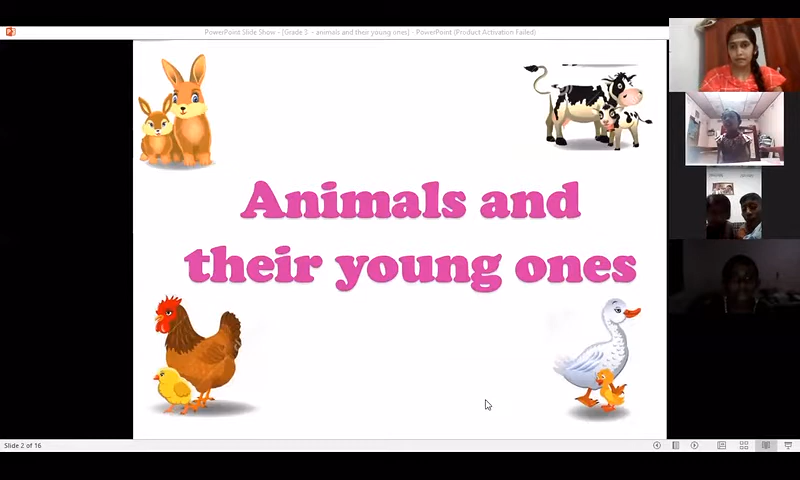 PowerPoint Slide Show - [Grade 3 - animals and their young ones] - PowerPoint (Product Activation Failed)
Animals and
their young ones
Slide 2 of 16